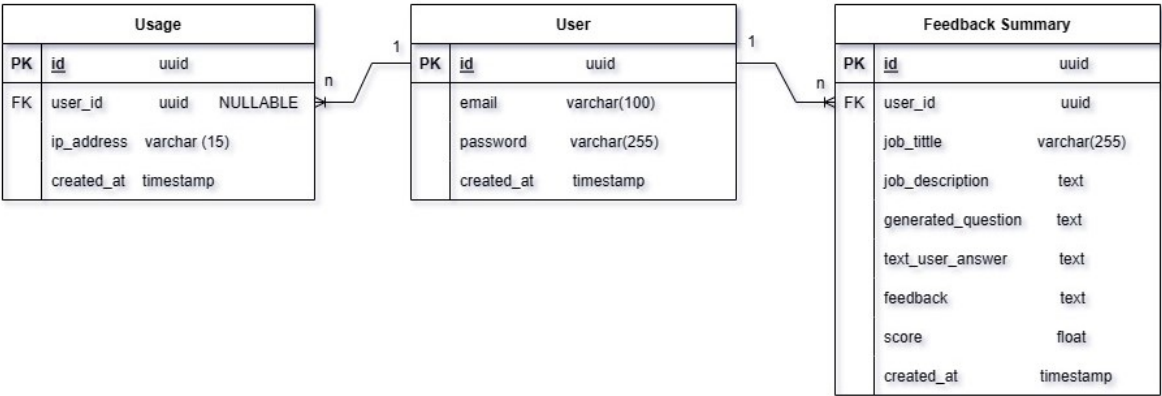 Usage
PK id uuid
FK user_id uuid NULLABLE
ip_address varchar (15)
created_at timestamp
n
1
User
PK id uuid
email varchar(100)
password varchar(255)
created_at timestamp
1
n
Feedback Summary
PK id uuid
FK user_id uuid
job_tittle varchar(255)
job_description text
generated_question text
text_user_answer text
feedback text
score float
created_at timestamp